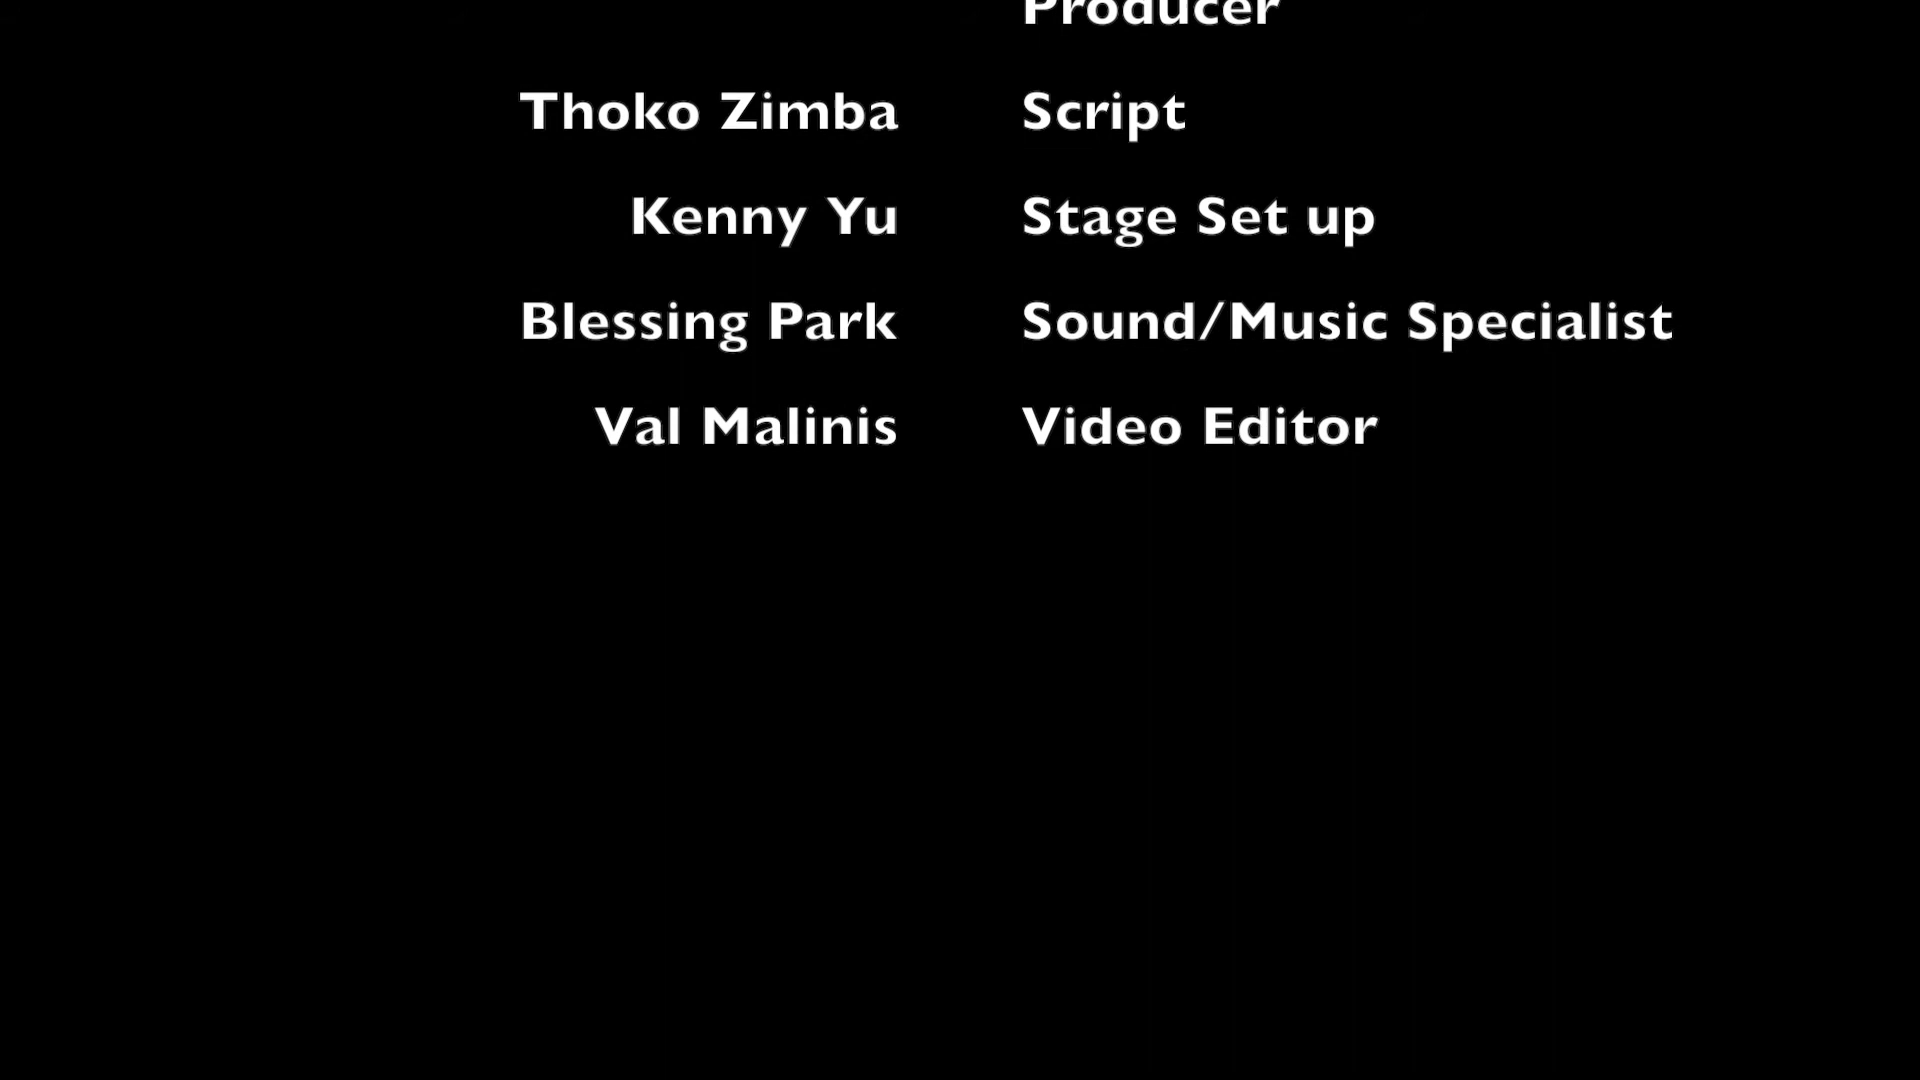 Producer
Thoko Zimba Script
Kenny Yu Stage Set up
Blessing Park Sound/Music Specialist
Val Malinis Video Editor